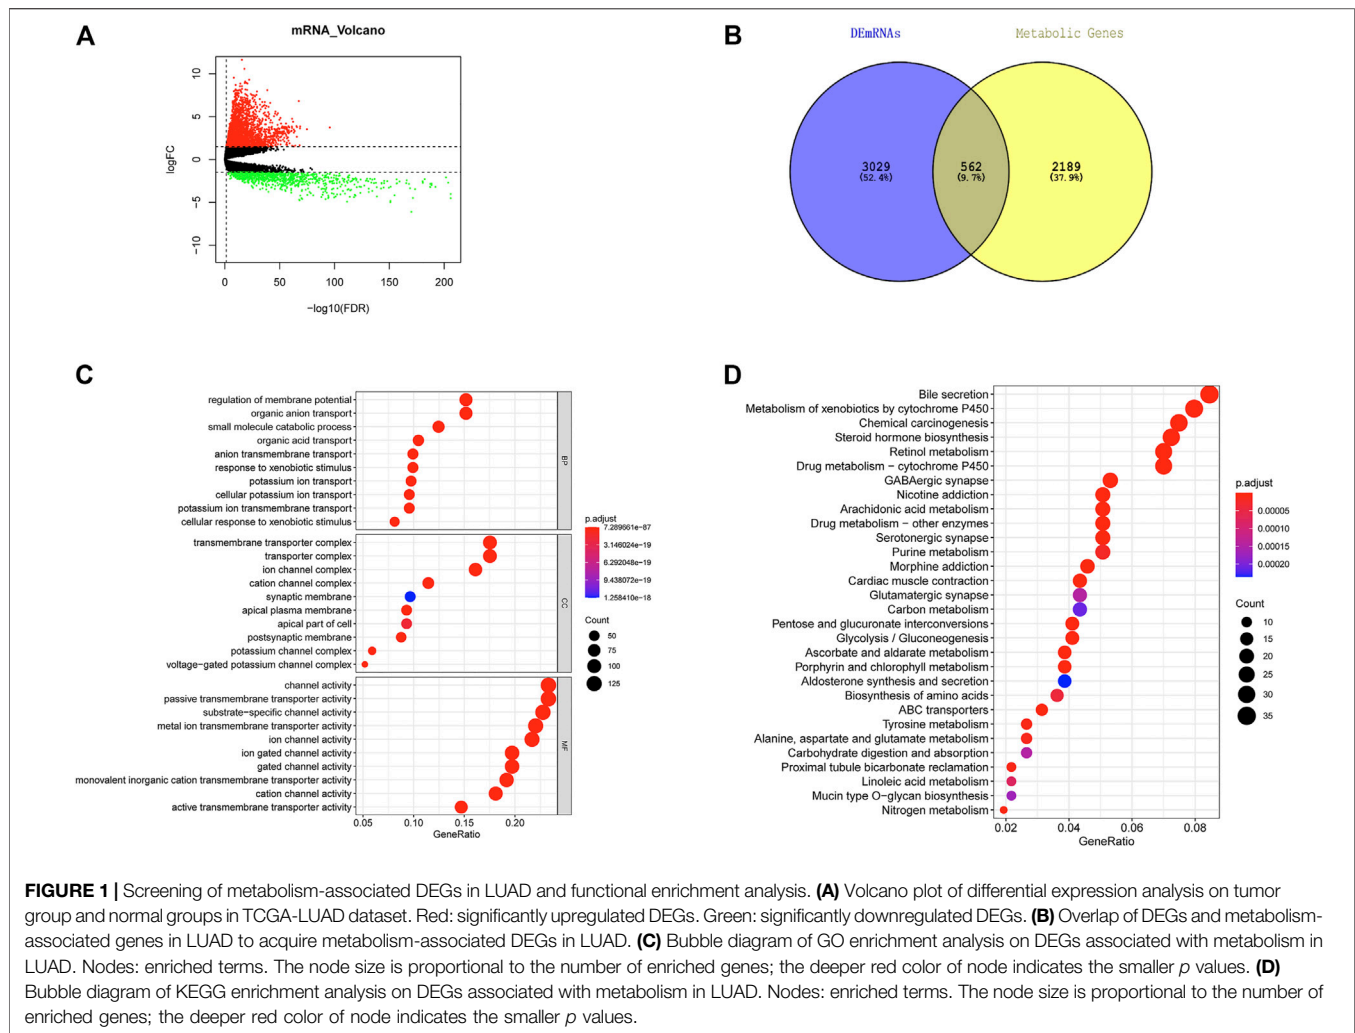 A
mRNA_Volcano
10
5
0
−5
−10
logFC
0
50
100
150
200
−log10(FDR)
B
DEmRNAs
Metabolic Genes
3029
(52.4%)
562
(9.7%)
2189
(37.9%)
C
regulation of membrane potential
organic anion transport
small molecule catabolic process
organic acid transport
anion transmembrane transport
response to xenobiotic stimulus
potassium ion transport
cellular potassium ion transport
potassium ion transmembrane transport
cellular response to xenobiotic stimulus
BP
transmembrane transporter complex
transporter complex
ion channel complex
cation channel complex
synaptic membrane
apical plasma membrane
apical part of cell
postsynaptic membrane
potassium channel complex
voltage-gated potassium channel complex
CC
channel activity
passive transmembrane transporter activity
substrate-specific channel activity
metal ion transmembrane transporter activity
ion channel activity
ion gated channel activity
gated channel activity
monovalent inorganic cation transmembrane transporter activity
cation channel activity
active transmembrane transporter activity
MF
0.05
0.10
0.15
0.20
GeneRatio
p.adjust
7.289661e-87
3.146024e-19
6.292048e-19
9.438072e-19
1.258410e-18
Count
50
75
100
125
D
Bile secretion
Metabolism of xenobiotics by cytochrome P450
Chemical carcinogenesis
Steroid hormone biosynthesis
Retinol metabolism
Drug metabolism − cytochrome P450
GABAergic synapse
Nicotine addiction
Arachidonic acid metabolism
Drug metabolism − other enzymes
Serotonergic synapse
Purine metabolism
Morphine addiction
Cardiac muscle contraction
Glutamatergic synapse
Carbon metabolism
Pentose and glucuronate interconversions
Glycolysis / Gluconeogenesis
Ascorbate and aldarate metabolism
Porphyrin and chlorophyll metabolism
Aldosterone synthesis and secretion
Biosynthesis of amino acids
ABC transporters
Tyrosine metabolism
Alanine, aspartate and glutamate metabolism
Carbohydrate digestion and absorption
Proximal tubule bicarbonate reclamation
Linoleic acid metabolism
Mucin type O−glycan biosynthesis
Nitrogen metabolism
0.02
0.04
0.06
0.08
GeneRatio
p.adjust
0.00005
0.00010
0.00015
0.00020
Count
10
15
20
25
30
35
FIGURE 1 | Screening of metabolism-associated DEGs in LUAD and functional enrichment analysis. (A) Volcano plot of differential expression analysis on tumor
group and normal groups in TCGA-LUAD dataset. Red: significantly upregulated DEGs. Green: significantly downregulated DEGs. (B) Overlap of DEGs and metabolism-
associated genes in LUAD to acquire metabolism-associated DEGs in LUAD. (C) Bubble diagram of GO enrichment analysis on DEGs associated with metabolism in
LUAD. Nodes: enriched terms. The node size is proportional to the number of enriched genes; the deeper red color of node indicates the smaller p values. (D)
Bubble diagram of KEGG enrichment analysis on DEGs associated with metabolism in LUAD. Nodes: enriched terms. The node size is proportional to the number of
enriched genes; the deeper red color of node indicates the smaller p values.